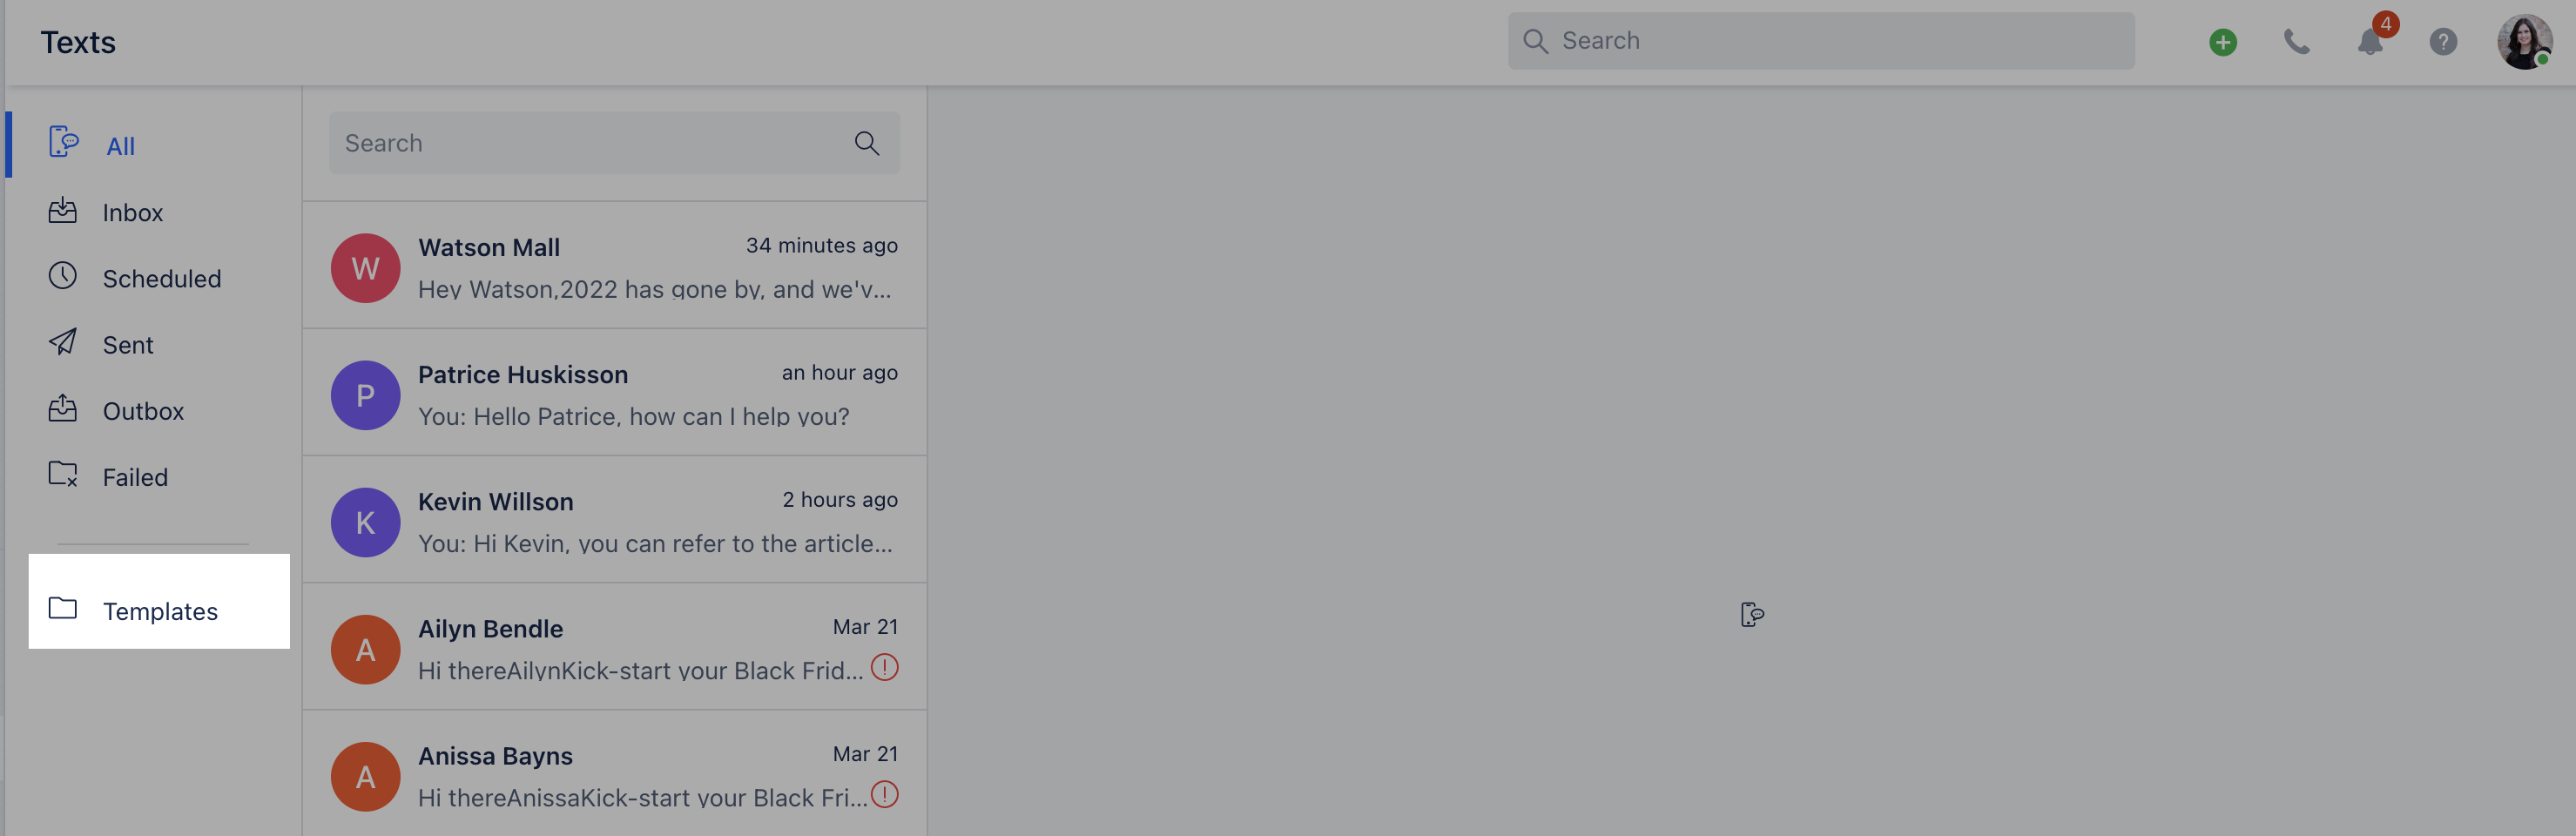 Texts
Search
4
?
All
Inbox
Scheduled
Sent
Outbox
Failed
Templates
Search
W
Watson Mall
34 minutes ago
Hey Watson,2022 has gone by, and we'v...
P
Patrice Huskisson
an hour ago
You: Hello Patrice, how can I help you?
K
Kevin Willson
2 hours ago
You: Hi Kevin, you can refer to the article...
A
Ailyn Bendle
Mar 21
Hi thereAilynKick-start your Black Frid...
A
Anissa Bayns
Mar 21
Hi thereAnissaKick-start your Black Fri...